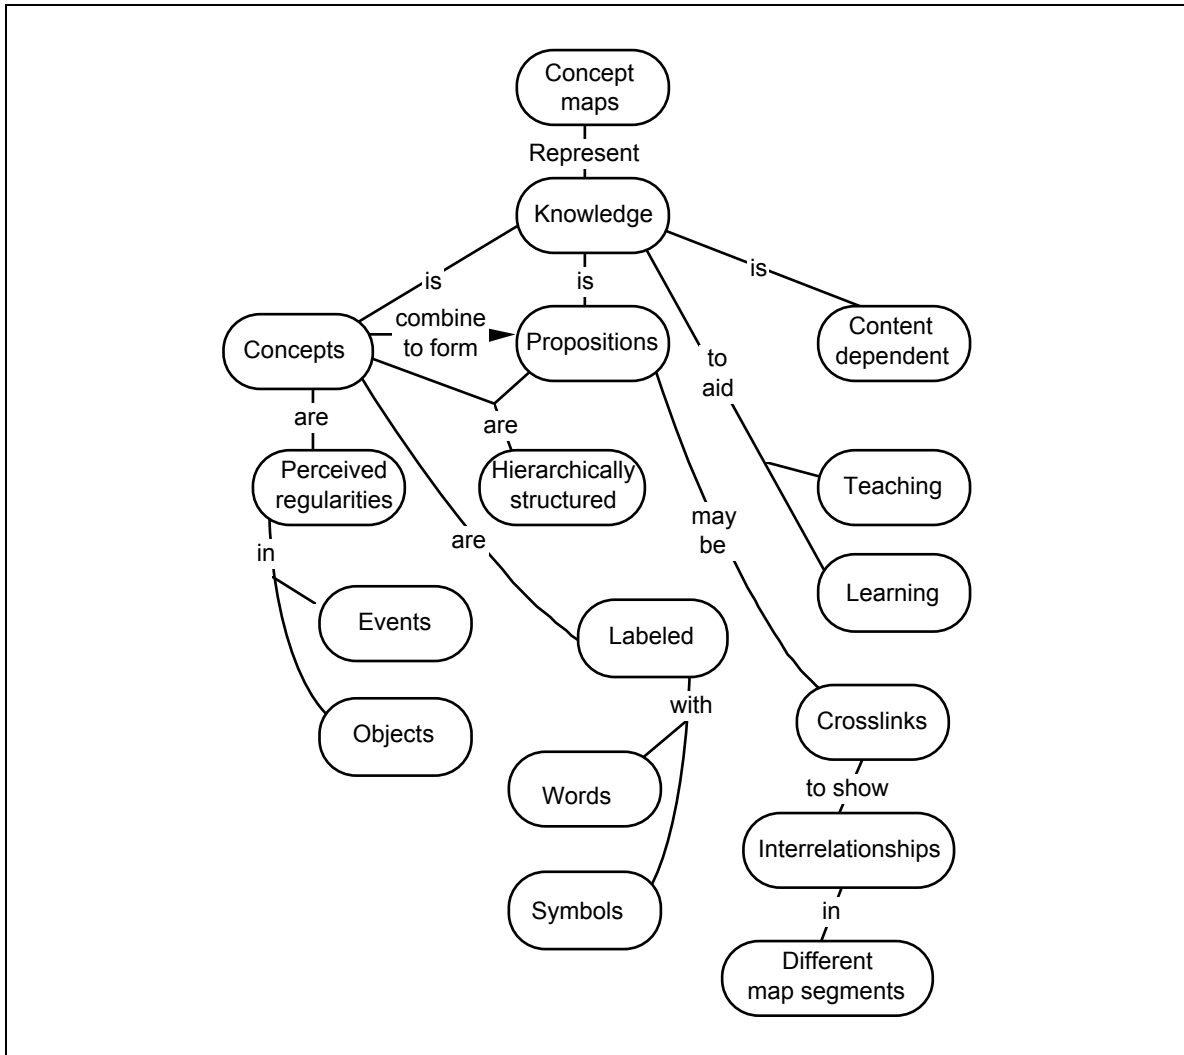 Concept
maps
Represent
Knowledge
is
is
is
Concepts
combine
to form
Propositions
Content
dependent
to
aid
are
are
Perceived
regularities
Hierarchically
structured
Teaching
may
be
are
in
Learning
Events
Labeled
with
Objects
Crosslinks
Words
to show
Interrelationships
Symbols
in
Different
map segments